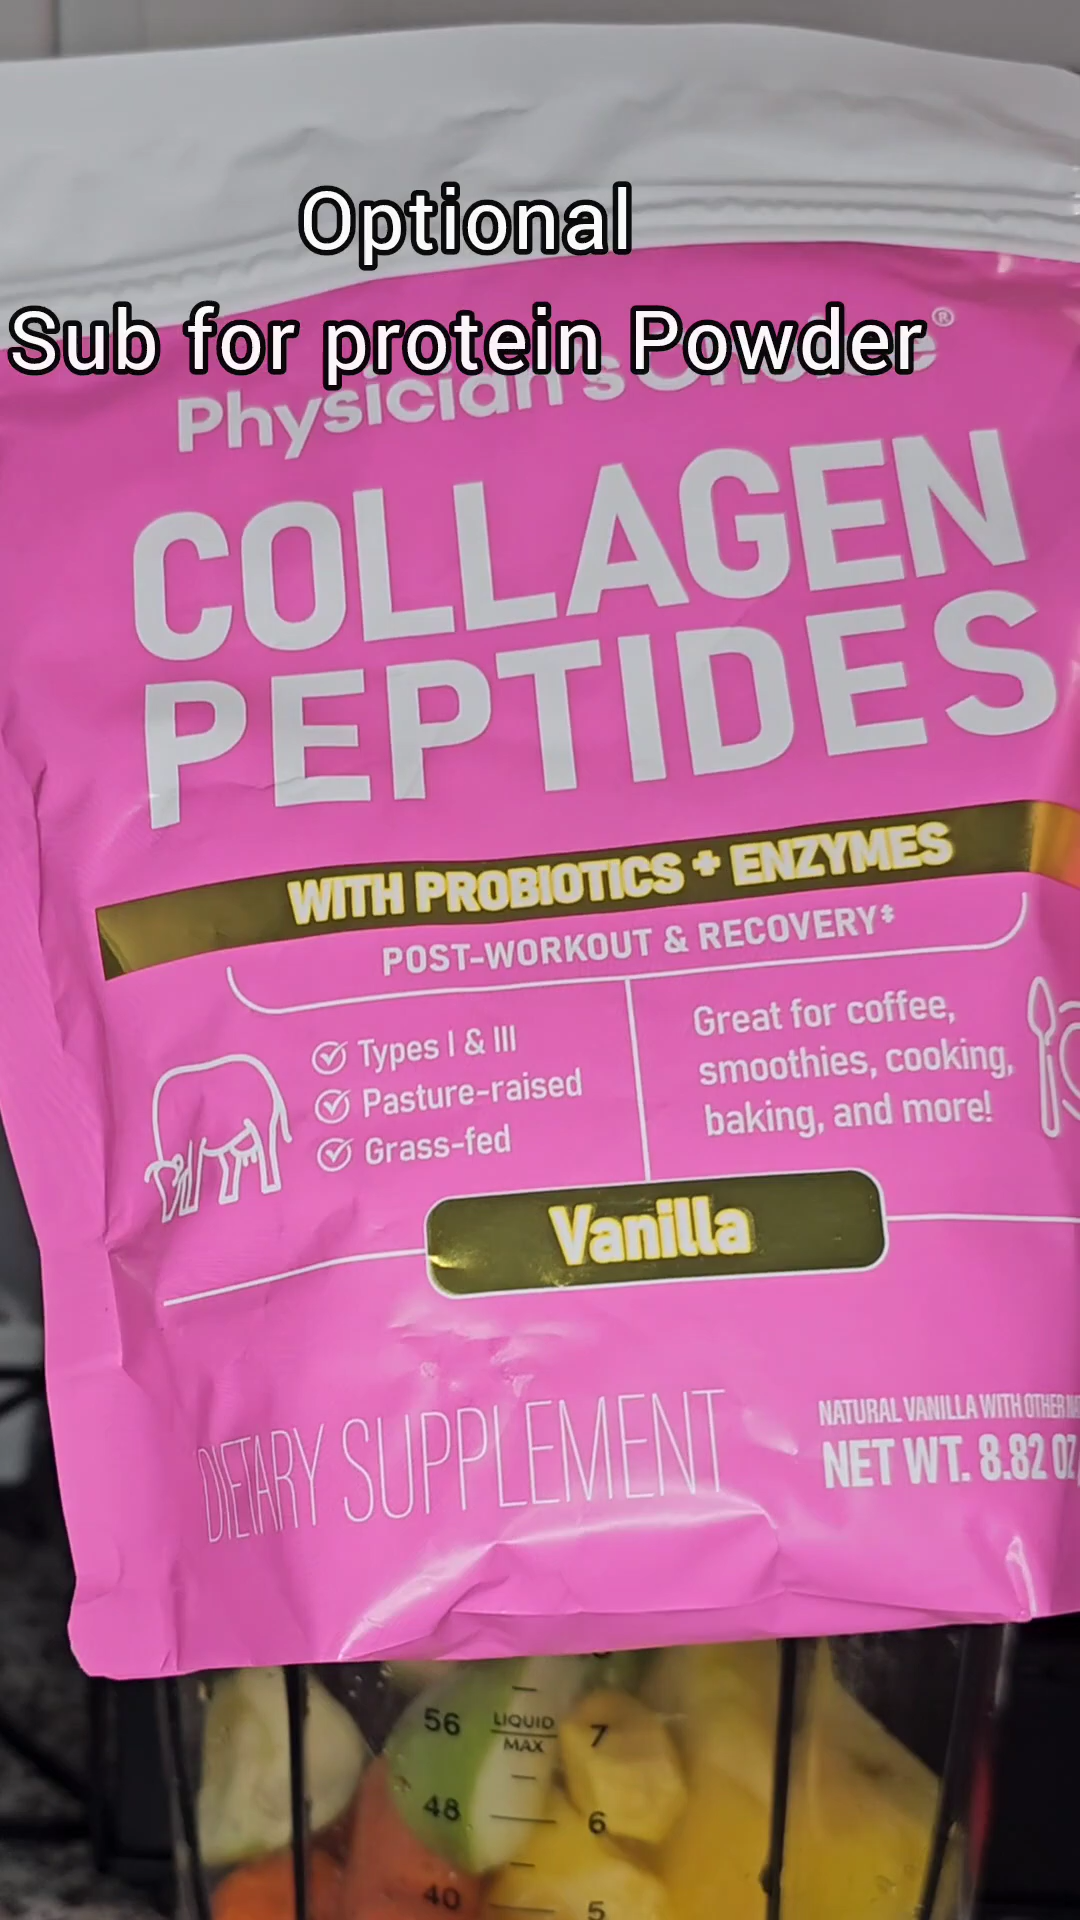 Optional
Sub for protein Powder
Physician's Choice®
COLLAGEN
PEPTIDES
WITH PROBIOTICS + ENZYMES
POST-WORKOUT & RECOVERY‡
Types I & III
Pasture-raised
Grass-fed
Great for coffee,
smoothies, cooking,
baking, and more!
Vanilla
DIETARY SUPPLEMENT
NATURAL VANILLA WITH OTHER
NET WT. 8.82 OZ
56 LIQUID 7
MAX
48 6
40 5